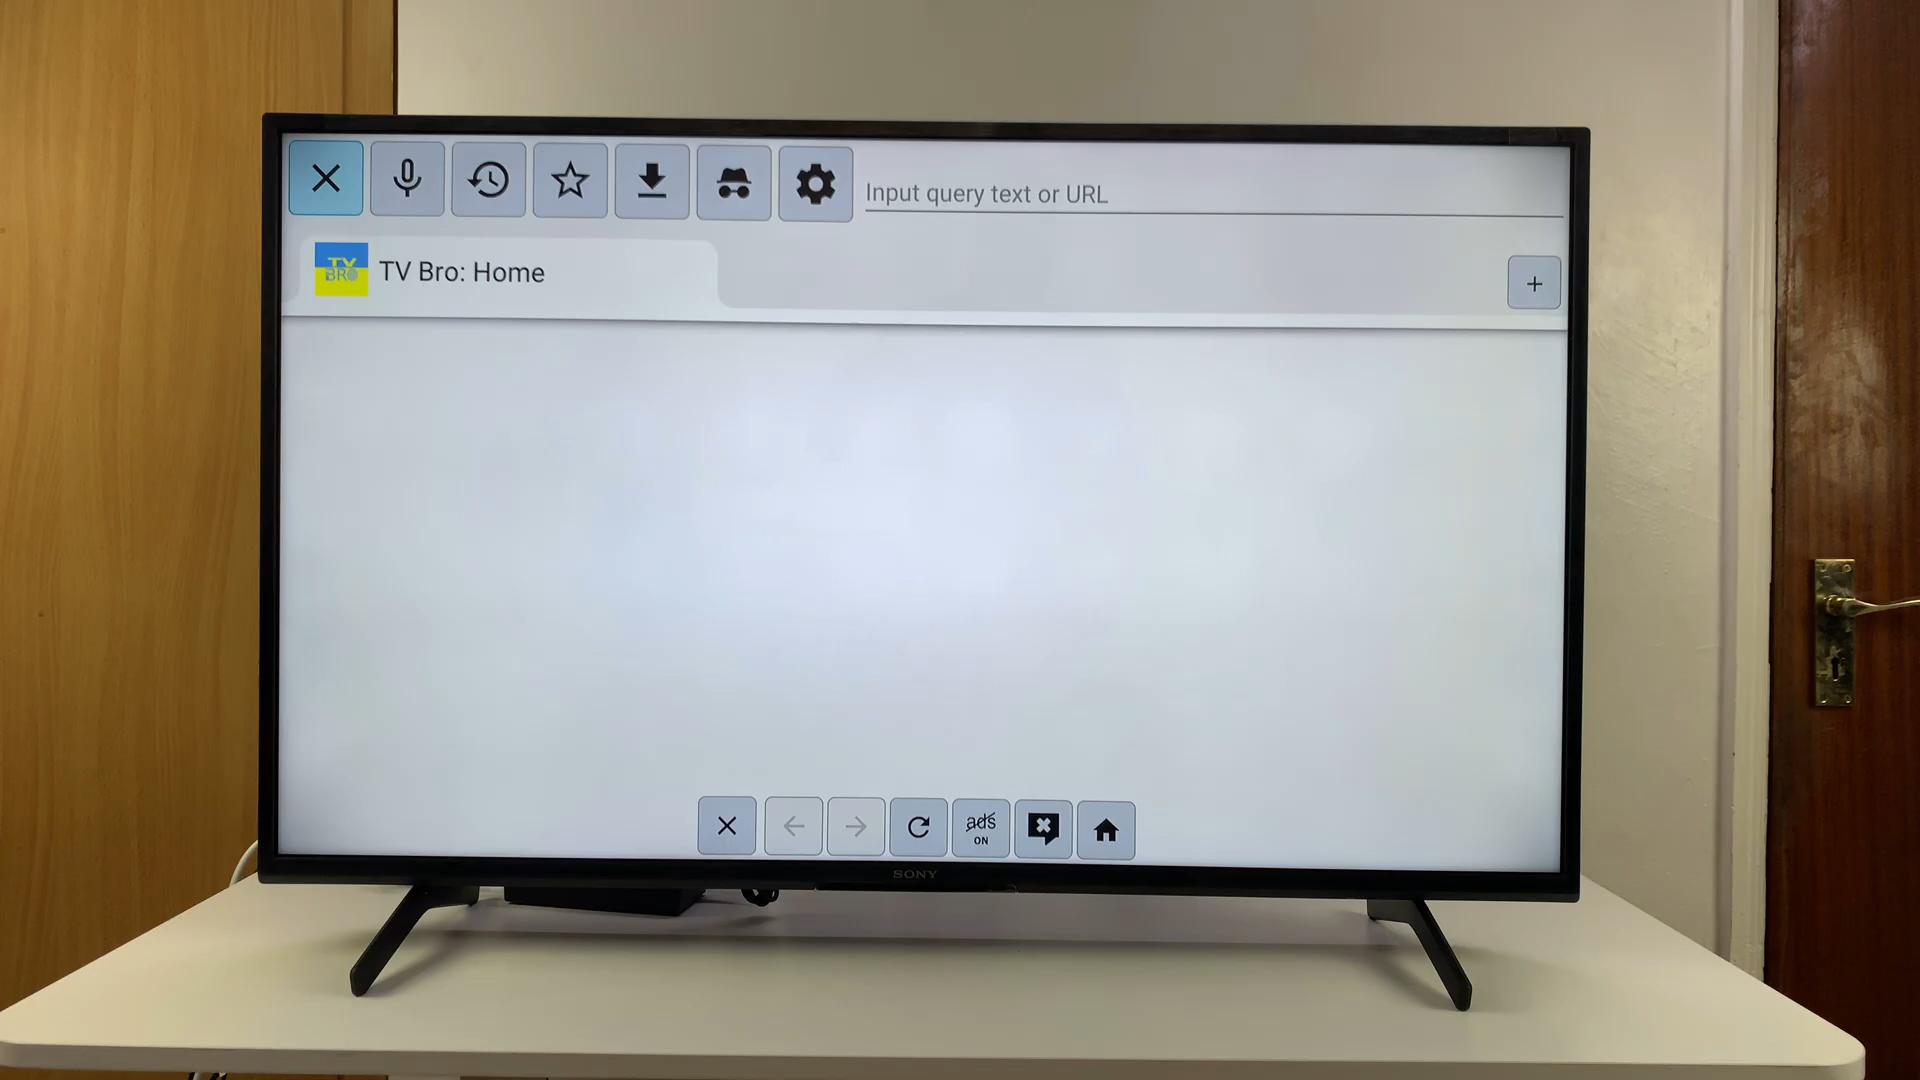 Input query text or URL
TV
BRO
TV Bro: Home
ads
ON
SONY